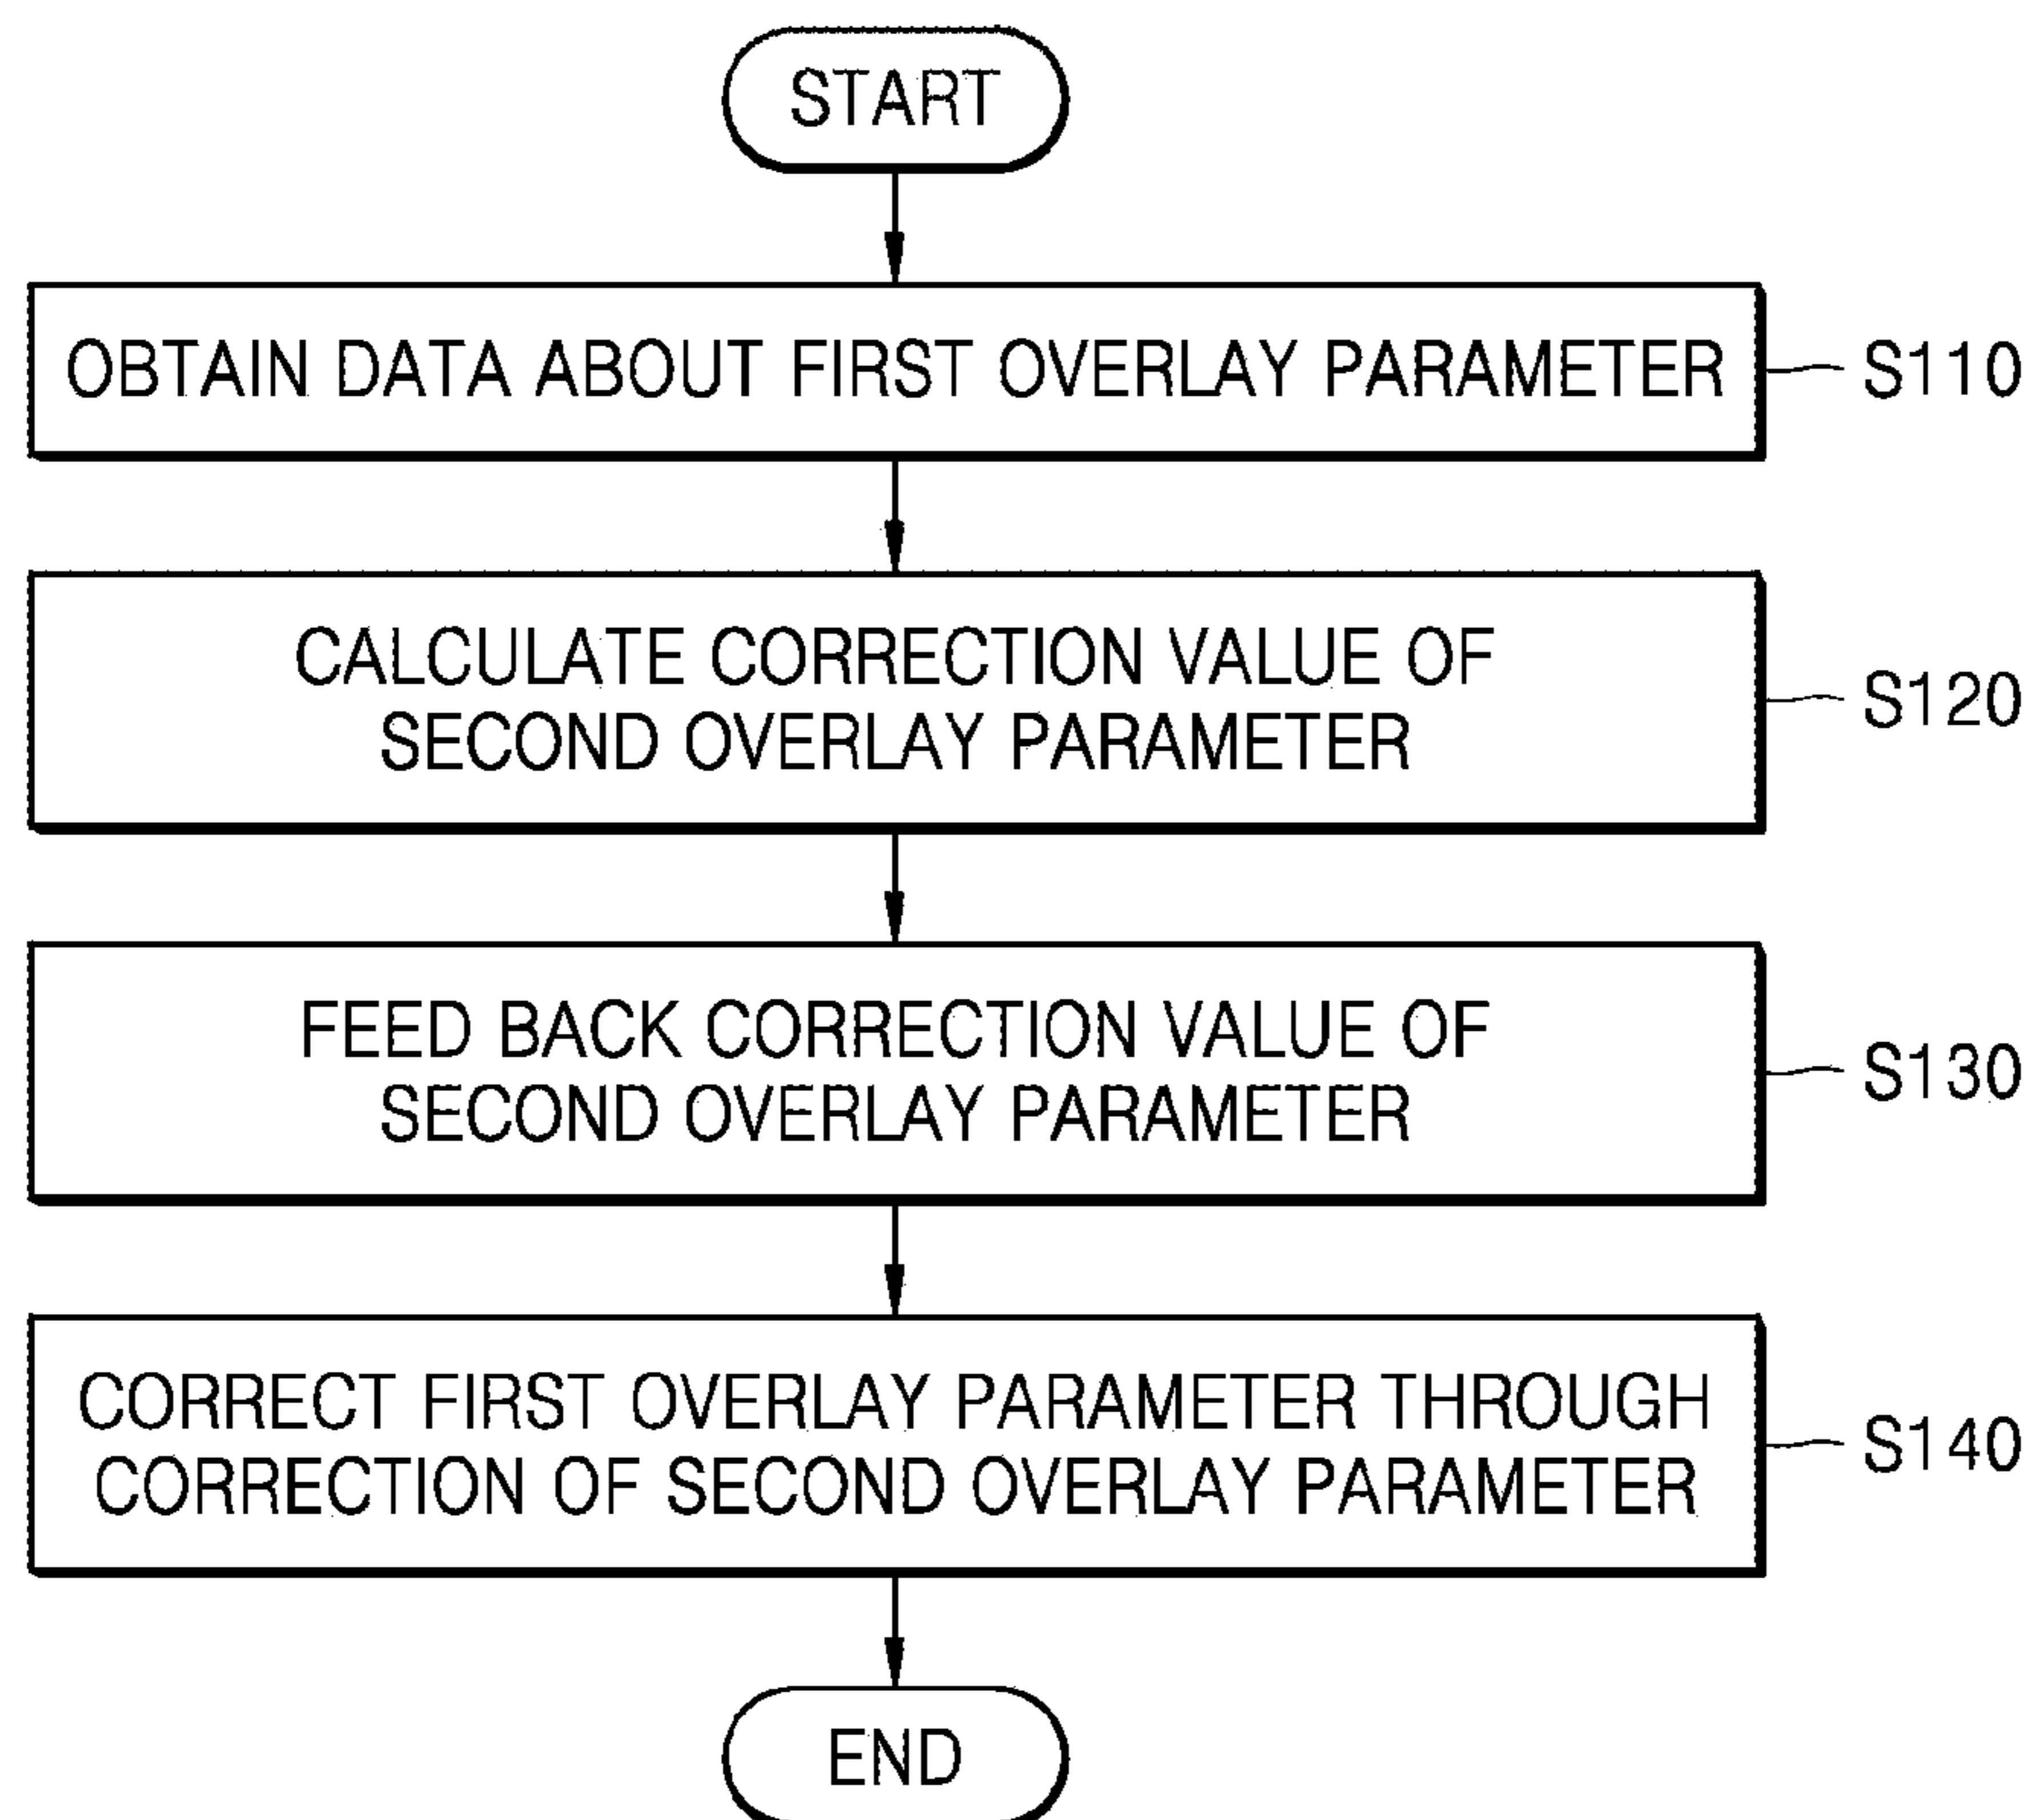 START
OBTAIN DATA ABOUT FIRST OVERLAY PARAMETER
S110
CALCULATE CORRECTION VALUE OF
SECOND OVERLAY PARAMETER
S120
FEED BACK CORRECTION VALUE OF
SECOND OVERLAY PARAMETER
S130
CORRECT FIRST OVERLAY PARAMETER THROUGH
CORRECTION OF SECOND OVERLAY PARAMETER
S140
END